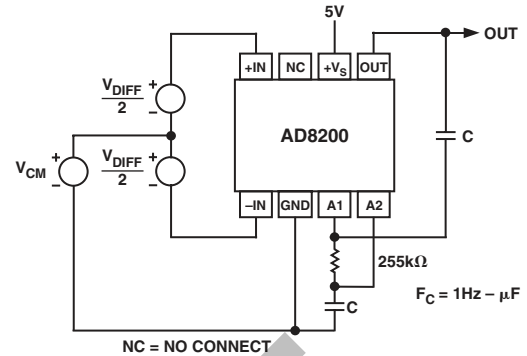 5V
OUT
+IN NC +VS OUT
VDIFF
2
AD8200
C
VCM
VDIFF
2
–IN GND A1 A2
255kΩ
FC = 1Hz – μF
C
NC = NO CONNECT